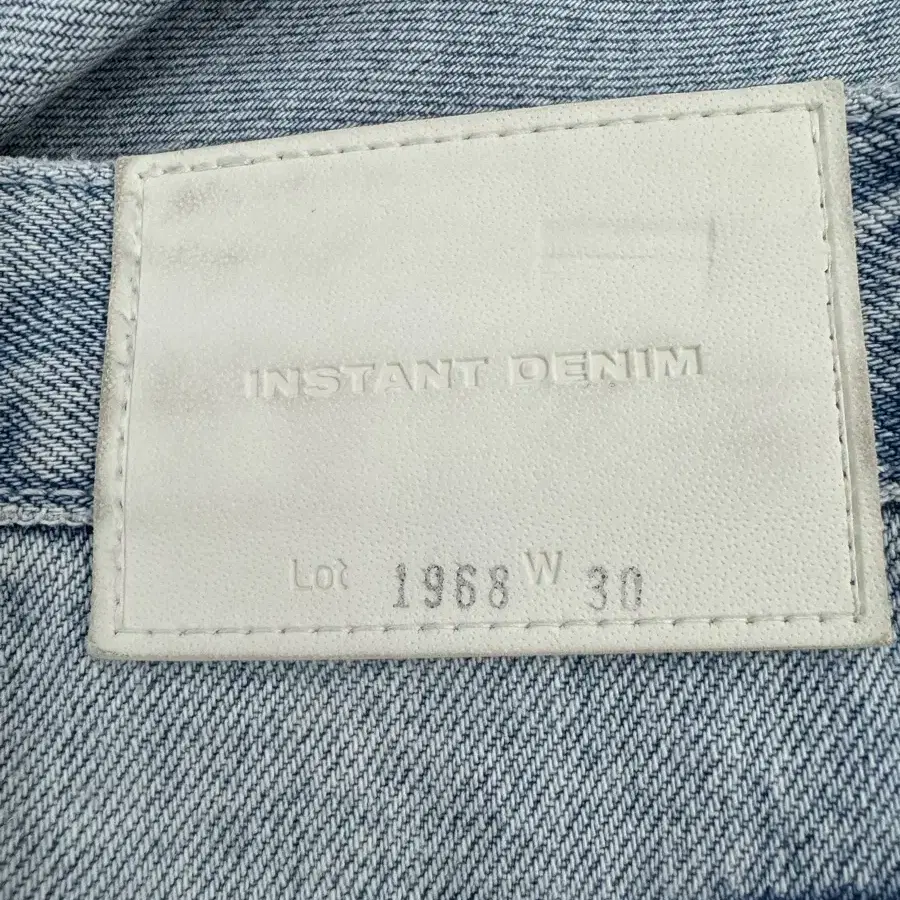 INSTANT DENIM
Lot 1968 W 30